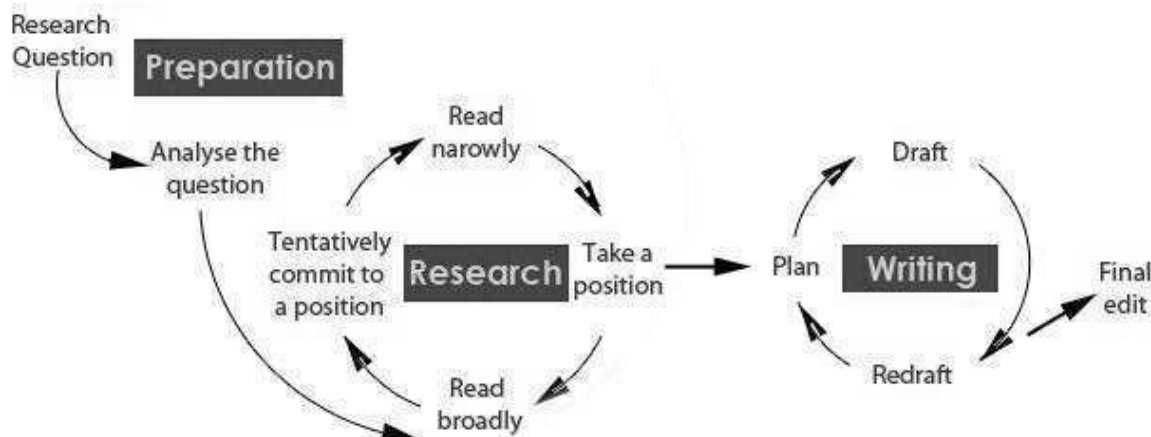 Research
Question
Preparation
Analyse the
question
Read
narowly
Tentatively
commit to
a position
Research
Take a
position
Read
broadly
Draft
Plan
Writing
Redraft
Final
edit